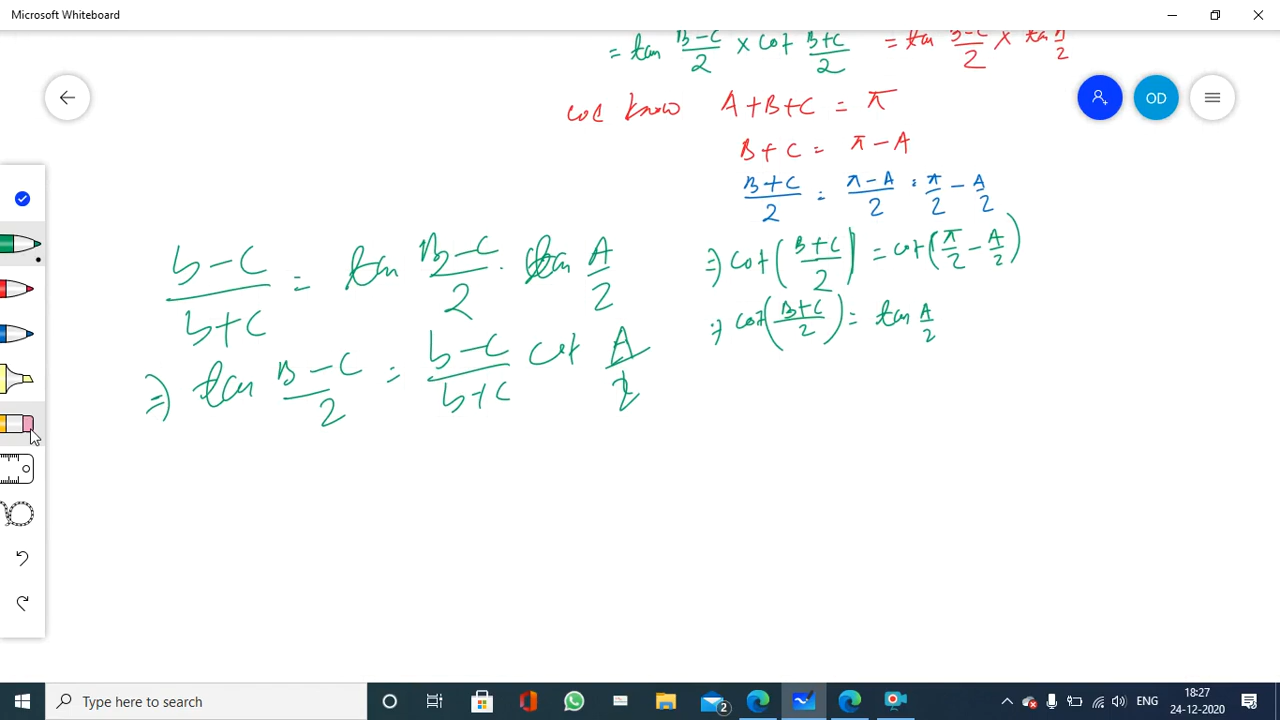 Microsoft Whiteboard
= tan B-C/2 × cot B+C/2 = tan B-C/2 × tan A/2
know A+B+C = π
B+C = π-A
B+C/2 = π-A/2 = π/2 - A/2
b-c/b+c = tan B-C/2 . tan A/2
⇒ cot(B+C/2) = cot(π/2 - A/2)
⇒ cot(B+C/2) = tan A/2
⇒ tan B-C/2 = b-c/b+c cot A/2
OD
Type here to search
2
ENG
18:27
24-12-2020